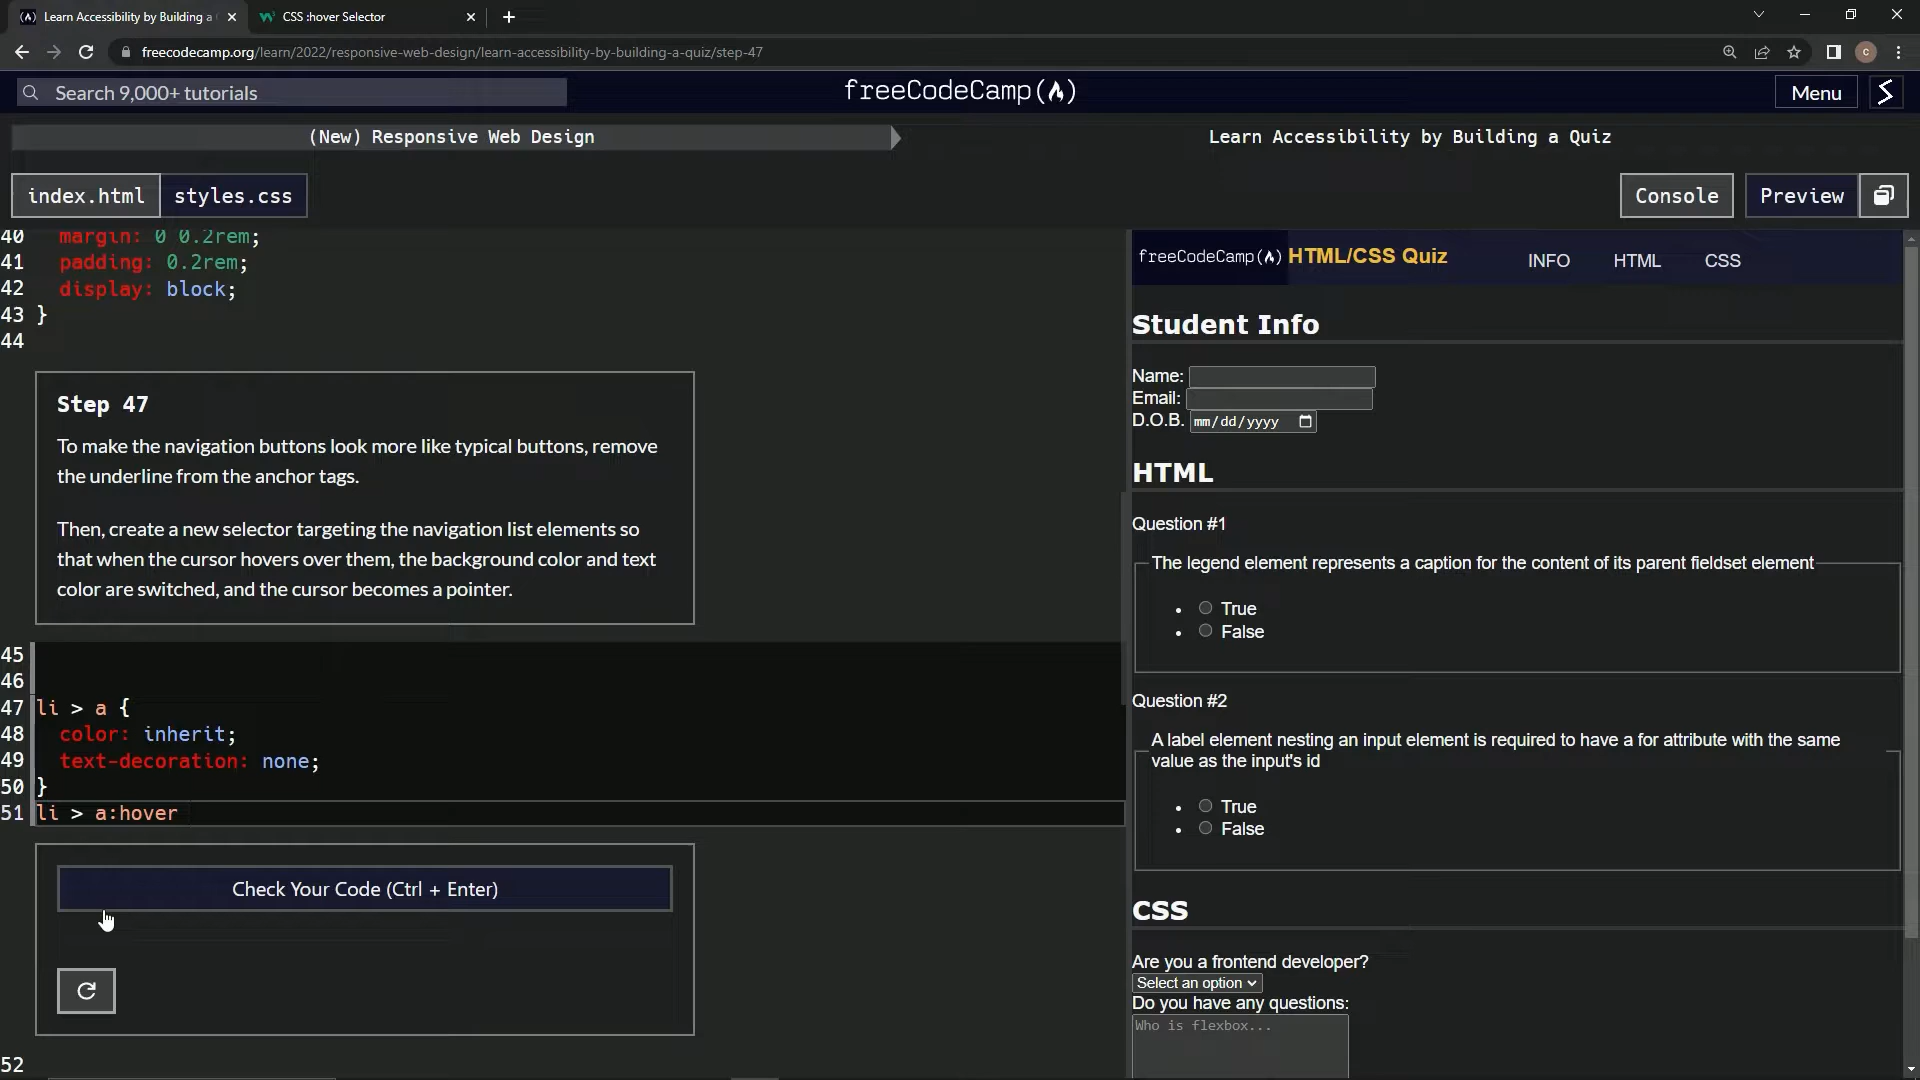 Learn Accessibility by Building a
CSS :hover Selector
freecodecamp.org/learn/2022/responsive-web-design/learn-accessibility-by-building-a-quiz/step-47
C
Search 9,000+ tutorials
freeCodeCamp
Menu
(New) Responsive Web Design
Learn Accessibility by Building a Quiz
index.html
styles.css
Console
Preview
40 margin: 0 0.2rem;
41 padding: 0.2rem;
42 display: block;
43 }
44
Step 47
To make the navigation buttons look more like typical buttons, remove
the underline from the anchor tags.
Then, create a new selector targeting the navigation list elements so
that when the cursor hovers over them, the background color and text
color are switched, and the cursor becomes a pointer.
45
46
47 li > a {
48 color: inherit;
49 text-decoration: none;
50 }
51 li > a:hover
Check Your Code (Ctrl + Enter)
52
freeCodeCamp
HTML/CSS Quiz
INFO
HTML
CSS
Student Info
Name:
Email:
D.O.B. mm/dd/yyyy
HTML
Question #1
The legend element represents a caption for the content of its parent fieldset element
True
False
Question #2
A label element nesting an input element is required to have a for attribute with the same
value as the input's id
True
False
CSS
Are you a frontend developer?
Select an option
Do you have any questions:
Who is flexbox...